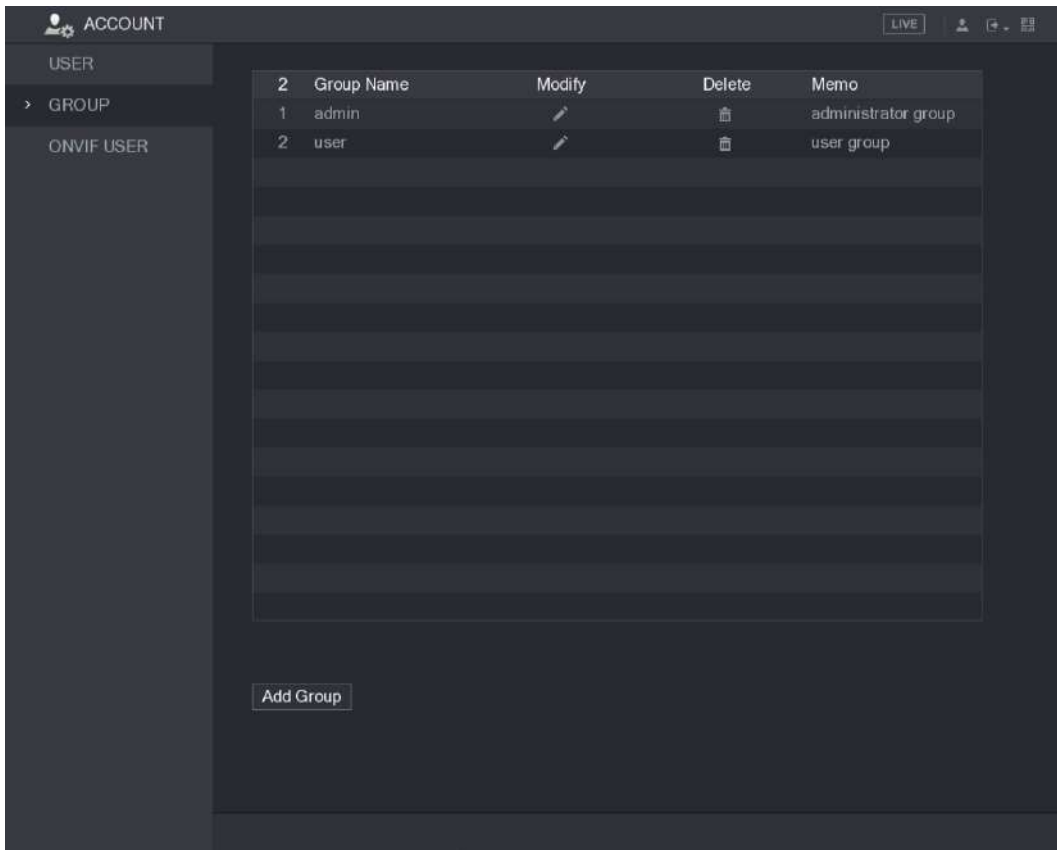 ACCOUNT LIVE
USER
GROUP
ONVIF USER
2 Group Name Modify Delete Memo
1 admin administrator group
2 user user group
Add Group